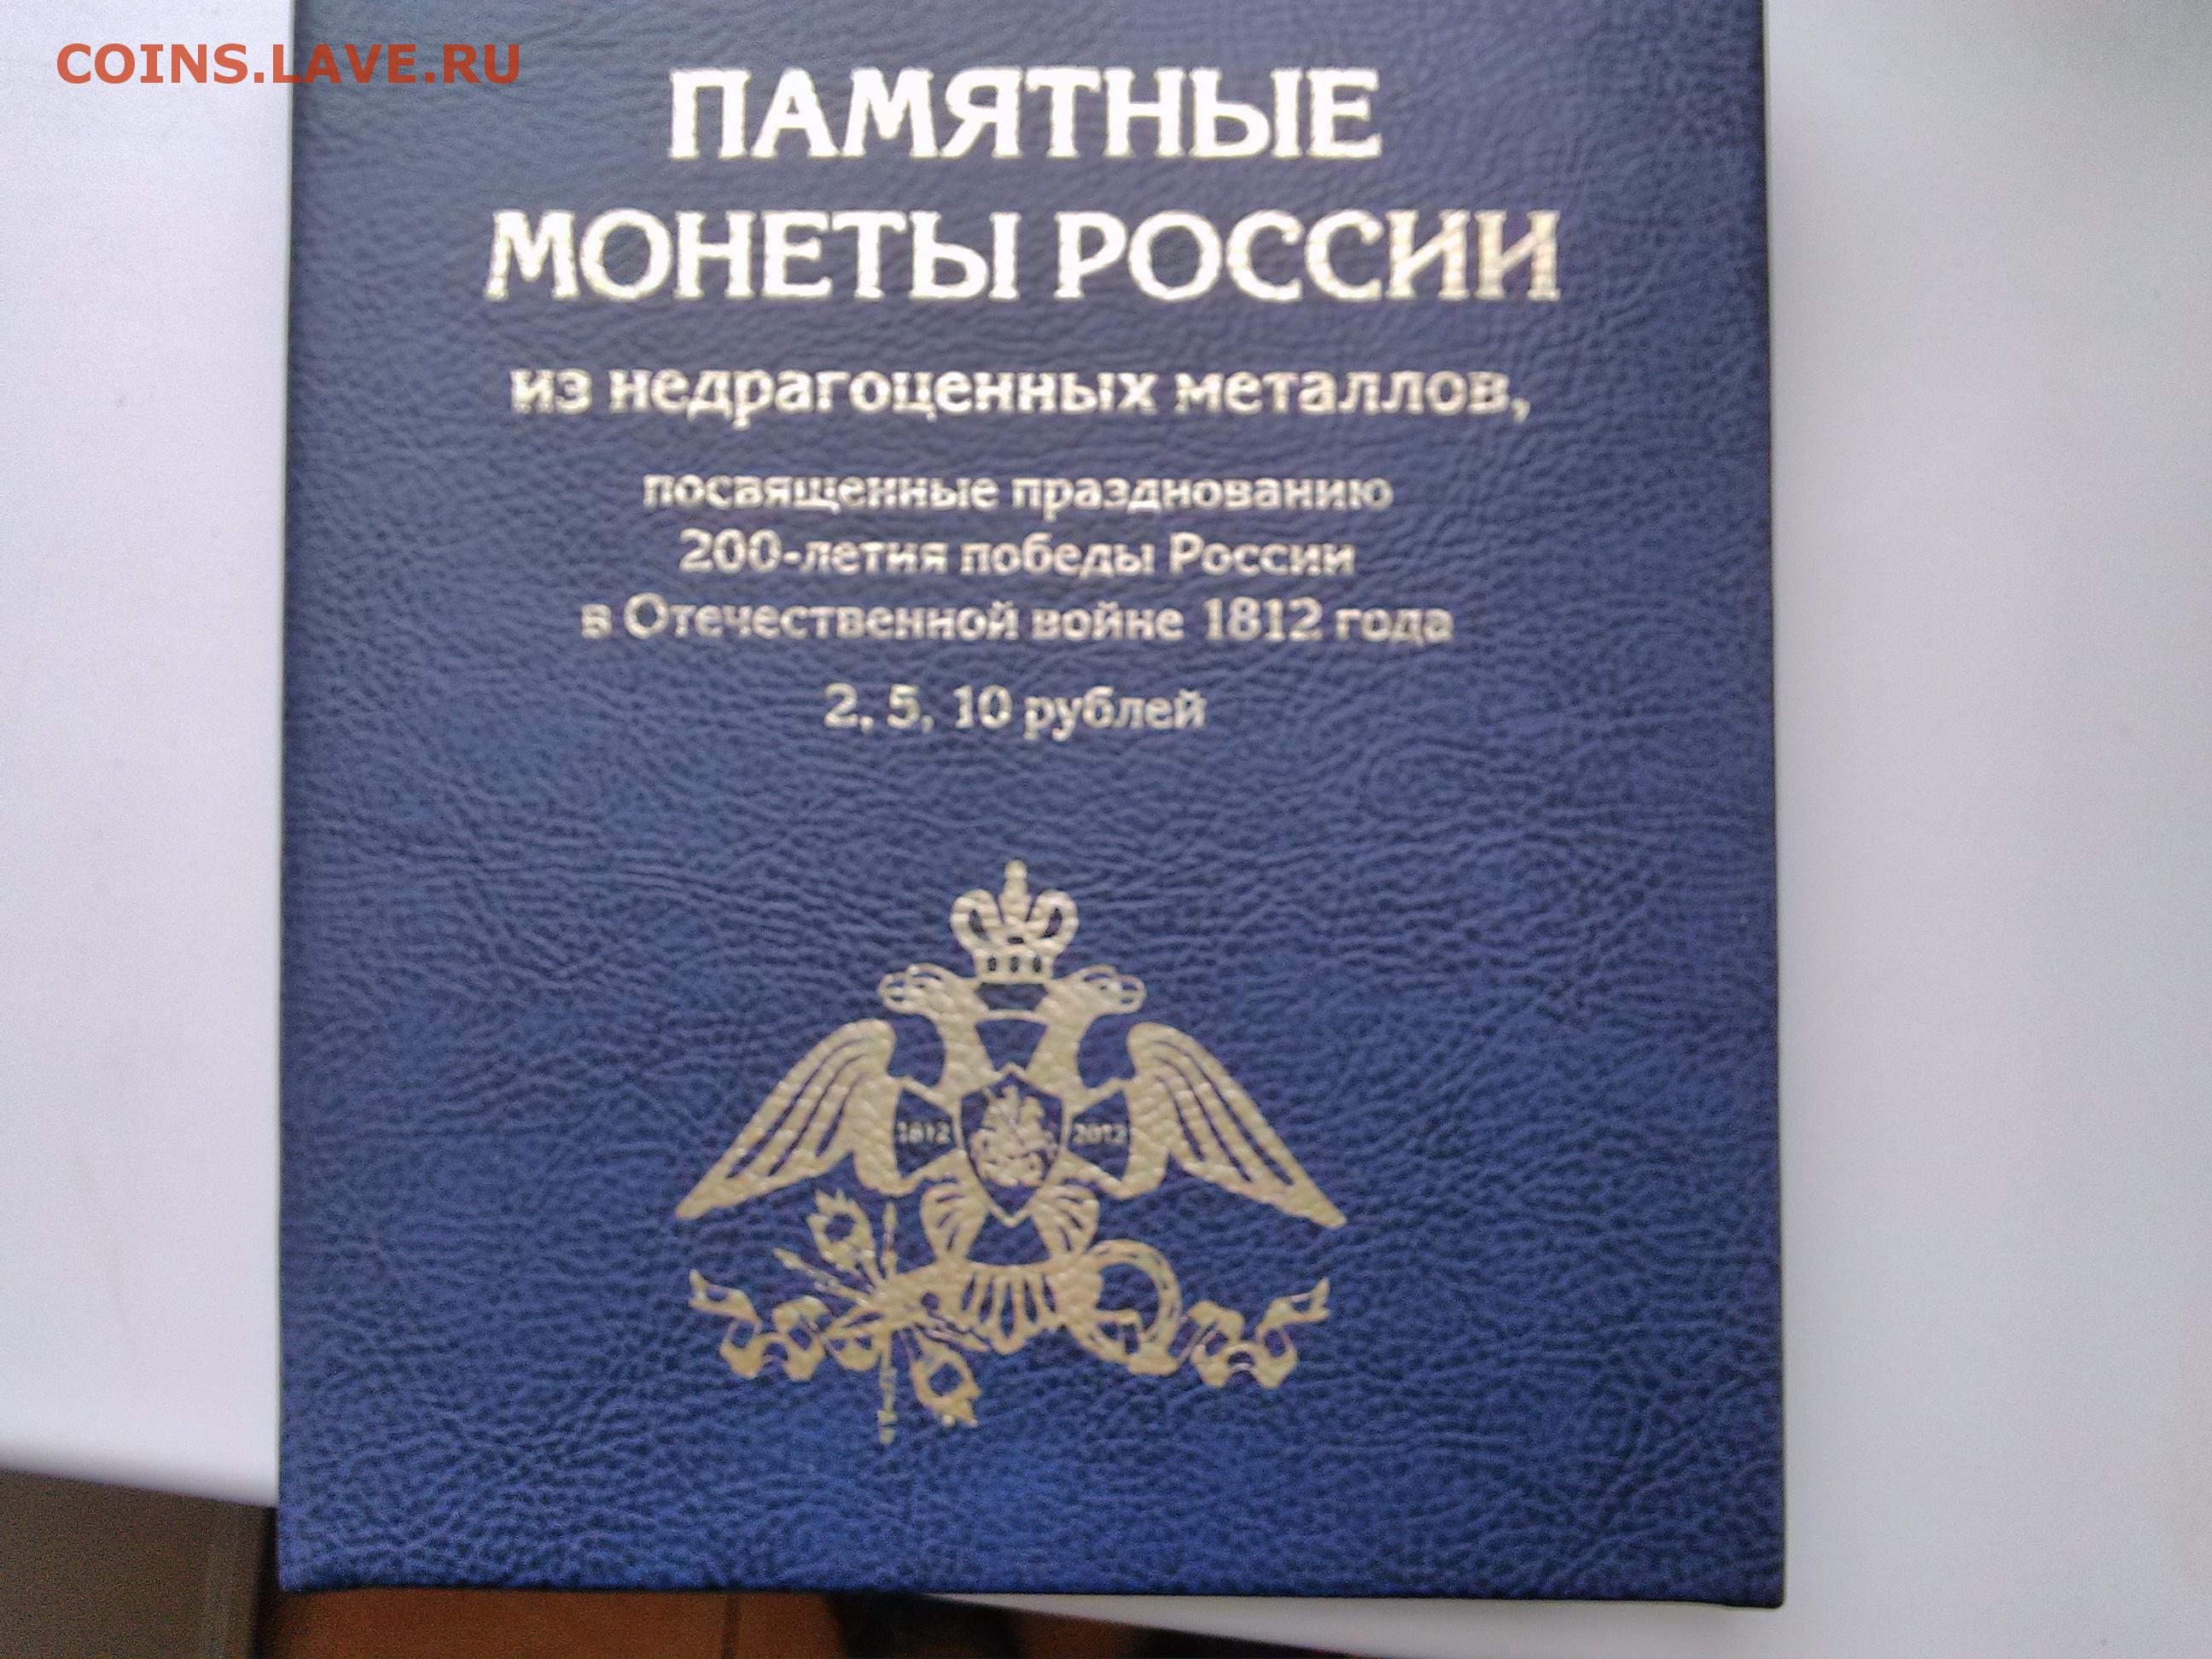 COINS.LAVE.RU
ПАМЯТНЫЕ
МОНЕТЫ РОССИИ
из недрагоценных металлов,
посвященные празднованию
200-летия победы России
в Отечественной войне 1812 года
2, 5, 10 рублей
1812 2012